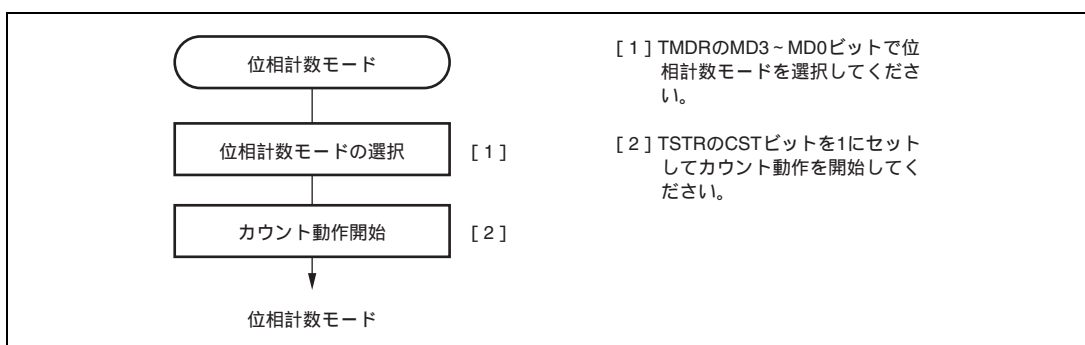 位相計数モード
位相計数モードの選択 [ 1 ]
カウント動作開始 [ 2 ]
位相計数モード
[ 1 ] TMDRのMD3~MD0ビットで位
相計数モードを選択してくださ
い。
[ 2 ] TSTRのCSTビットを1にセット
してカウント動作を開始してく
ださい。